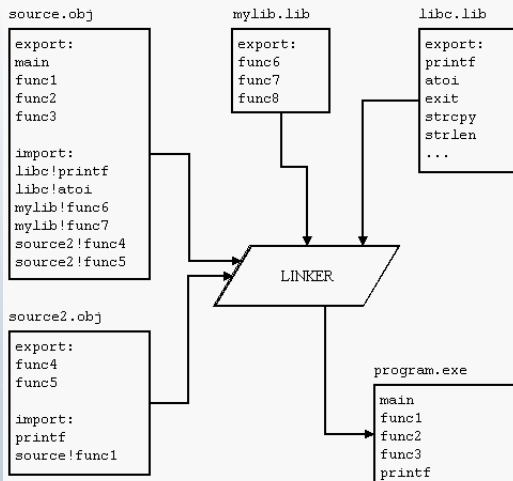 source.obj
export:
main
func1
func2
func3
import:
libc!printf
libc!atoi
mylib!func6
mylib!func7
source2!func4
source2!func5
mylib.lib
export:
func6
func7
func8
libc.lib
export:
printf
atoi
exit
strcpy
strlen
...
LINKER
source2.obj
export:
func4
func5
import:
printf
source!func1
program.exe
main
func1
func2
func3
printf